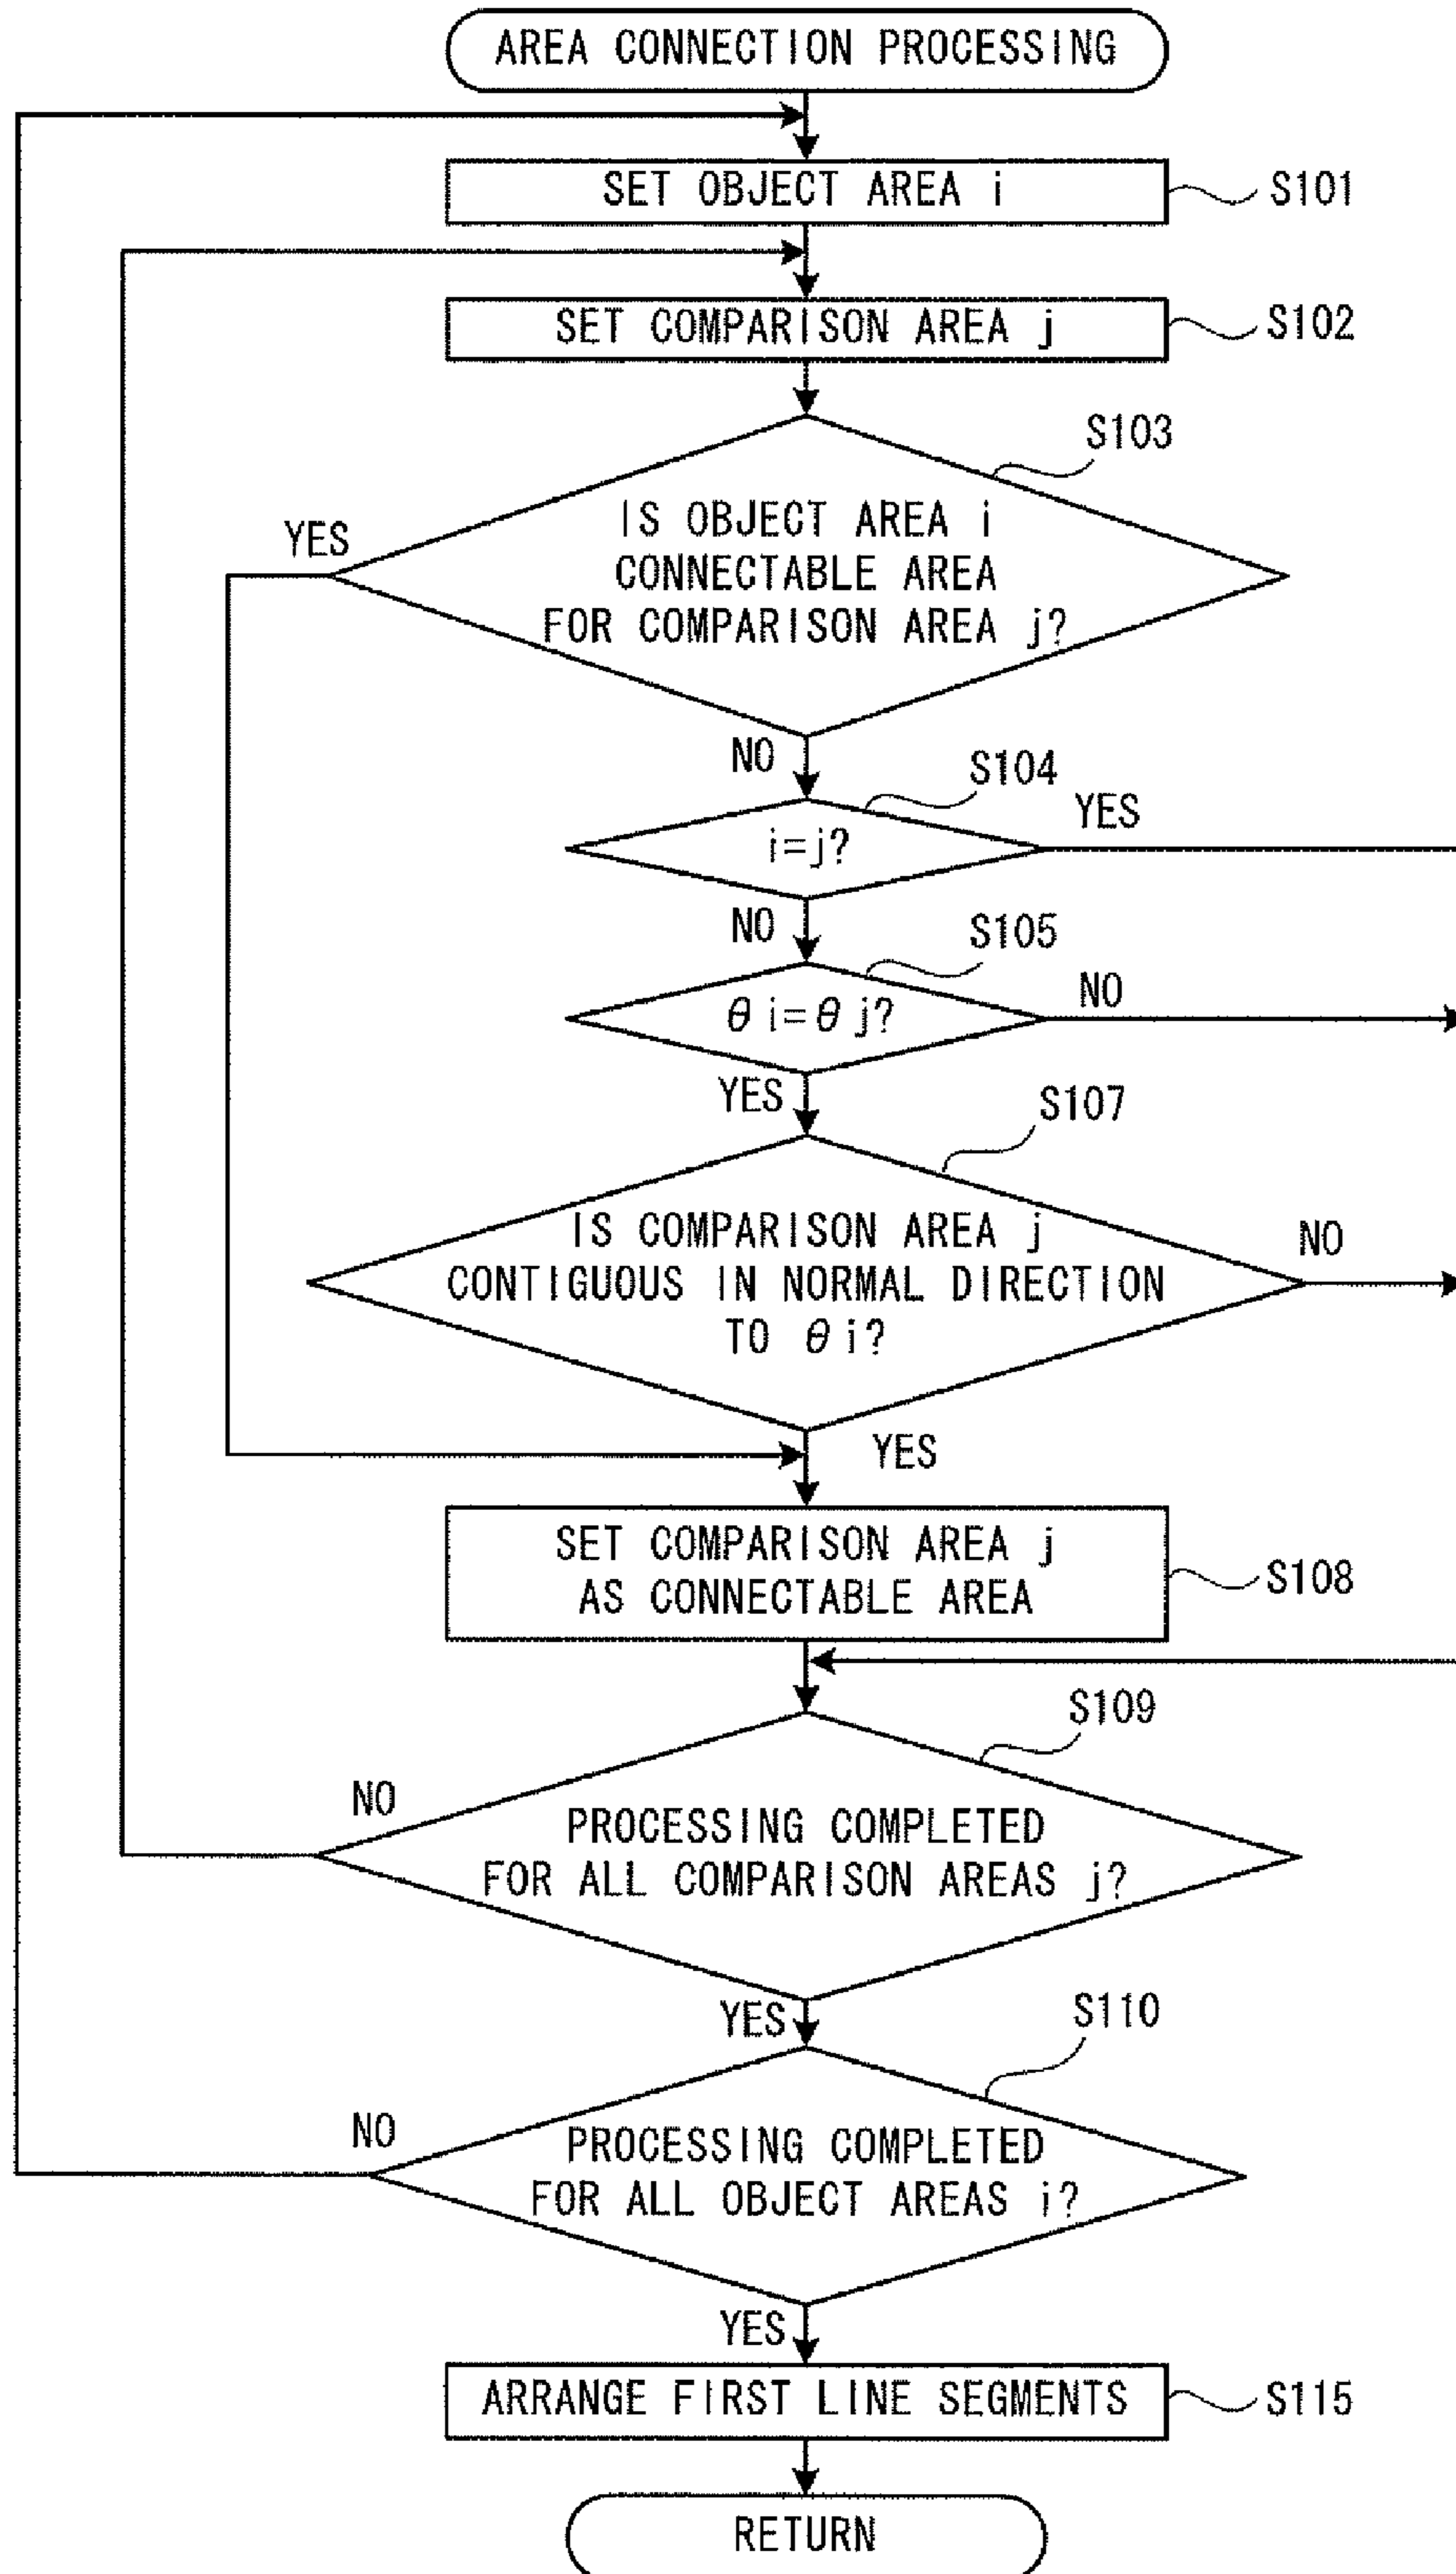 AREA CONNECTION PROCESSING
SET OBJECT AREA i
S101
SET COMPARISON AREA j
S102
S103
IS OBJECT AREA i
CONNECTABLE AREA
FOR COMPARISON AREA j?
YES
NO
S104
i=j?
YES
NO
S105
θ i=θ j?
NO
YES
S107
IS COMPARISON AREA j
CONTIGUOUS IN NORMAL DIRECTION
TO θ i?
NO
YES
SET COMPARISON AREA j
AS CONNECTABLE AREA
S108
S109
NO
PROCESSING COMPLETED
FOR ALL COMPARISON AREAS j?
YES
S110
NO
PROCESSING COMPLETED
FOR ALL OBJECT AREAS i?
YES
ARRANGE FIRST LINE SEGMENTS
S115
RETURN